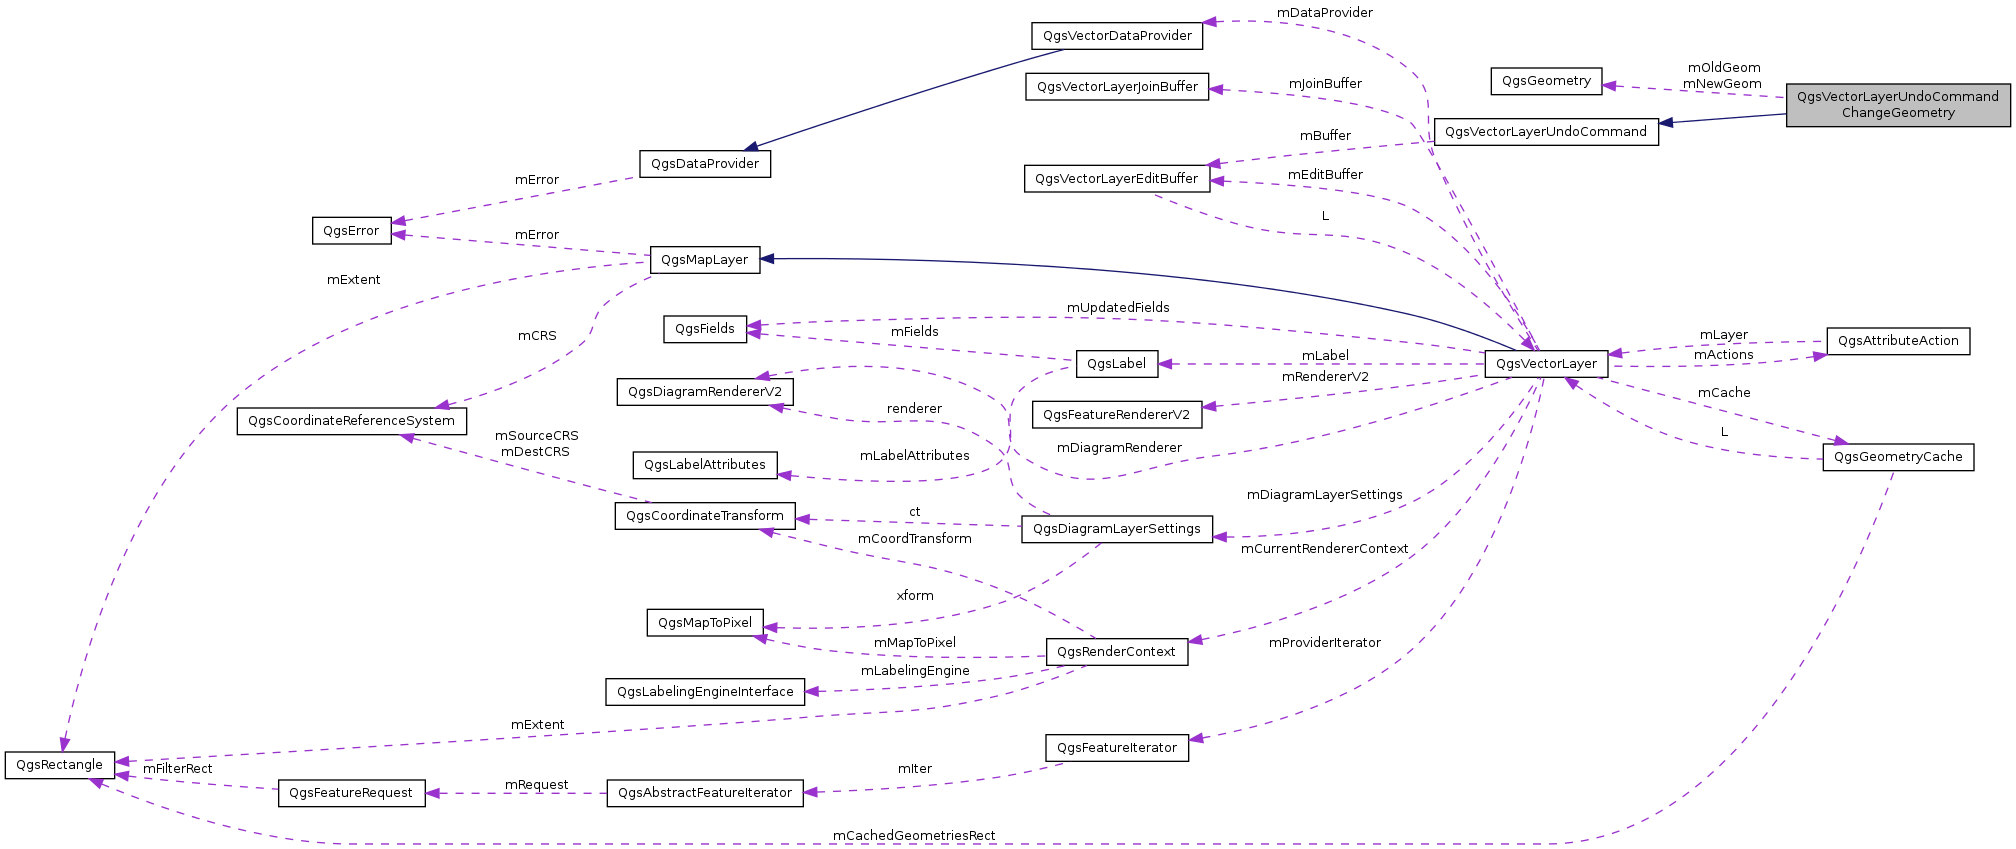 mDataProvider
QgsVectorDataProvider
mOldGeom
mNewGeom
QgsGeometry
mJoinBuffer
QgsVectorLayerJoinBuffer
QgsVectorLayerUndoCommand
ChangeGeometry
QgsVectorLayerUndoCommand
mBuffer
QgsDataProvider
mError
mEditBuffer
QgsVectorLayerEditBuffer
L
QgsError
mError
QgsMapLayer
mExtent
mUpdatedFields
QgsFields
mFields
mCRS
mLayer
QgsAttributeAction
mActions
mLabel
QgsLabel
QgsVectorLayer
mRendererV2
QgsDiagramRendererV2
mCache
renderer
QgsFeatureRendererV2
QgsCoordinateReferenceSystem
mSourceCRS
mDestCRS
L
mDiagramRenderer
mLabelAttributes
QgsLabelAttributes
QgsGeometryCache
mDiagramLayerSettings
ct
QgsCoordinateTransform
QgsDiagramLayerSettings
mCoordTransform
mCurrentRendererContext
xform
QgsMapToPixel
mMapToPixel
mProviderIterator
QgsRenderContext
mLabelingEngine
QgsLabelingEngineInterface
mExtent
QgsFeatureIterator
QgsRectangle
mFilterRect
mIter
mRequest
QgsFeatureRequest
QgsAbstractFeatureIterator
mCachedGeometriesRect